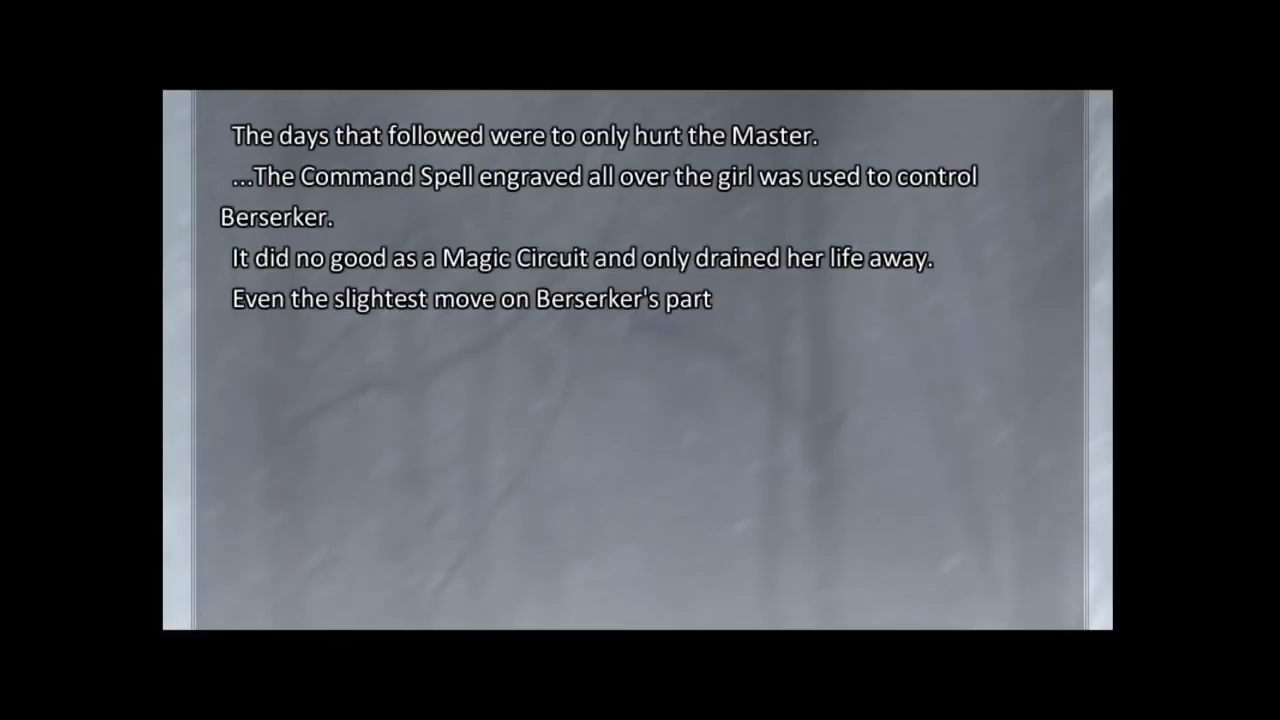 The days that followed were to only hurt the Master.
...The Command Spell engraved all over the girl was used to control
Berserker.
It did no good as a Magic Circuit and only drained her life away.
Even the slightest move on Berserker's part